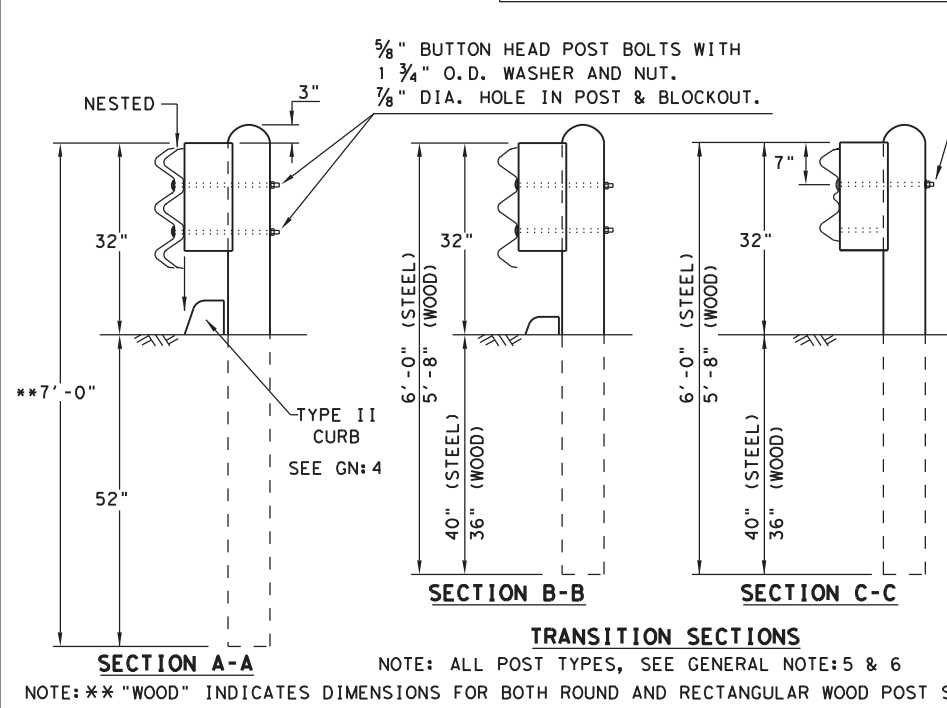 ⅝" BUTTON HEAD POST BOLTS WITH
1 ¾" O.D. WASHER AND NUT.
⅞" DIA. HOLE IN POST & BLOCKOUT.
NESTED
3"
32"
**7'-0"
52"
TYPE II
CURB
SEE GN:4
SECTION A-A
32"
6'-0" (STEEL)
5'-8" (WOOD)
40" (STEEL)
36" (WOOD)
SECTION B-B
7"
32"
6'-0" (STEEL)
5'-8" (WOOD)
40" (STEEL)
36" (WOOD)
SECTION C-C
TRANSITION SECTIONS
NOTE: ALL POST TYPES, SEE GENERAL NOTE:5 & 6
NOTE:** "WOOD" INDICATES DIMENSIONS FOR BOTH ROUND AND RECTANGULAR WOOD POST